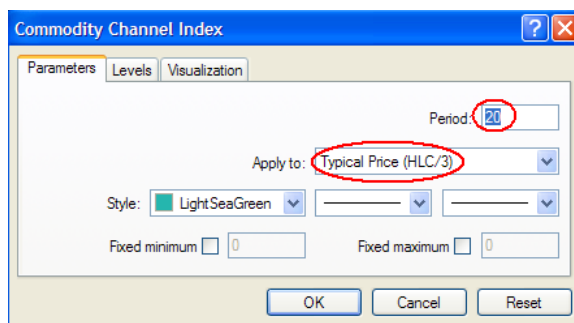 Commodity Channel Index
Parameters Levels Visualization
Period: 20
Apply to: Typical Price (HLC/3)
Style: LightSeaGreen
Fixed minimum 0 Fixed maximum 0
OK Cancel Reset